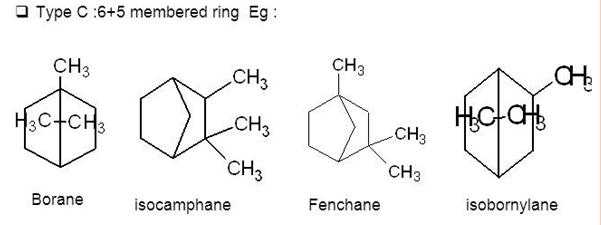 ❑ Type C :6+5 membered ring Eg :
CH3
H3C CH3
Borane
CH3
CH3
CH3
isocamphane
CH3
CH3
CH3
Fenchane
CH3
H3C CH3
isobornylane